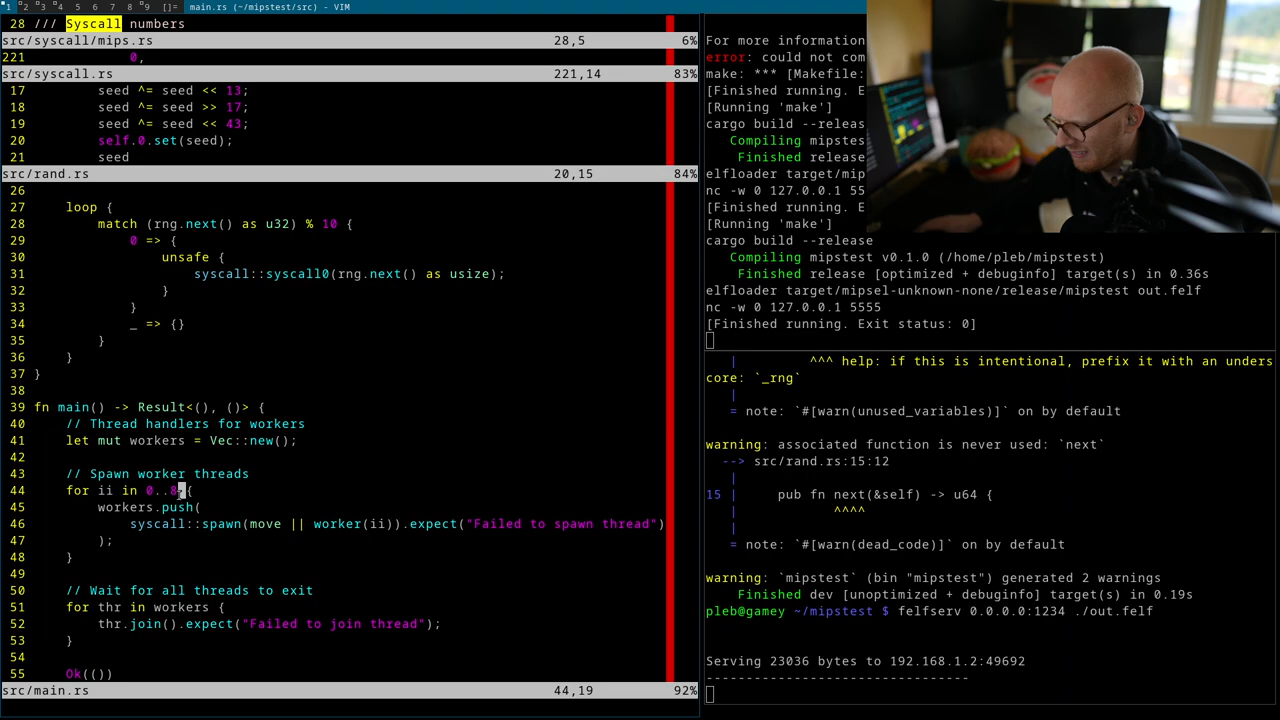 1 2 3 4 5 6 7 8 9 []= main.rs (~/mipstest/src) - VIM
28 /// Syscall numbers
src/syscall/mips.rs 28,5 6%
221 0,
src/syscall.rs 221,14 83%
17 seed ^= seed << 13;
18 seed ^= seed >> 17;
19 seed ^= seed << 43;
20 self.0.set(seed);
21 seed
src/rand.rs 20,15 84%
26
27 loop {
28 match (rng.next() as u32) % 10 {
29 0 => {
30 unsafe {
31 syscall::syscall0(rng.next() as usize);
32 }
33 }
34 _ => {}
35 }
36 }
37 }
38
39 fn main() -> Result<(), ()> {
40 // Thread handlers for workers
41 let mut workers = Vec::new();
42
43 // Spawn worker threads
44 for ii in 0..8 {
45 workers.push(
46 syscall::spawn(move || worker(ii)).expect("Failed to spawn thread")
47 );
48 }
49
50 // Wait for all threads to exit
51 for thr in workers {
52 thr.join().expect("Failed to join thread");
53 }
54
55 Ok(())
src/main.rs 44,19 92%
For more information
error: could not com
make: *** [Makefile:
[Finished running. E
[Running 'make']
cargo build --releas
Compiling mipstes
Finished release
elfloader target/mip
nc -w 0 127.0.0.1 55
[Finished running. E
[Running 'make']
cargo build --release
Compiling mipstest v0.1.0 (/home/pleb/mipstest)
Finished release [optimized + debuginfo] target(s) in 0.36s
elfloader target/mipsel-unknown-none/release/mipstest out.felf
nc -w 0 127.0.0.1 5555
[Finished running. Exit status: 0]
| ^^^ help: if this is intentional, prefix it with an unders
core: `_rng`
|
= note: `#[warn(unused_variables)]` on by default
warning: associated function is never used: `next`
--> src/rand.rs:15:12
|
15 | pub fn next(&self) -> u64 {
| ^^^^
|
= note: `#[warn(dead_code)]` on by default
warning: `mipstest` (bin "mipstest") generated 2 warnings
Finished dev [unoptimized + debuginfo] target(s) in 0.19s
pleb@gamey ~/mipstest $ felfserv 0.0.0.0:1234 ./out.felf
Serving 23036 bytes to 192.168.1.2:49692
--------------------------------